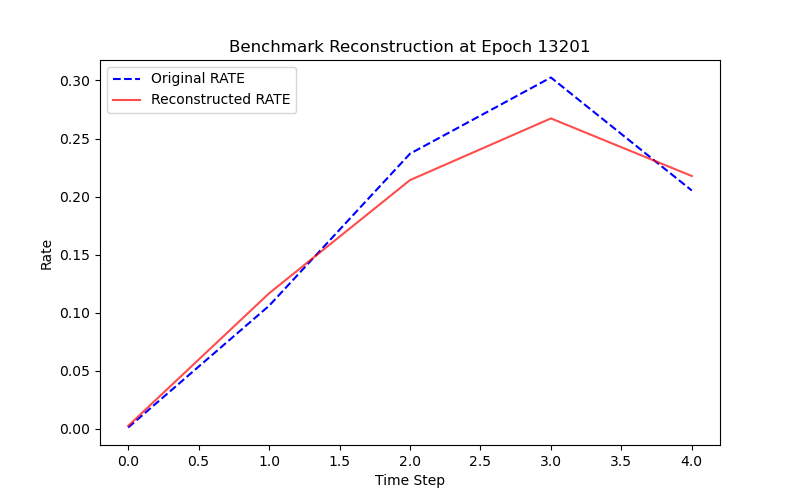 Benchmark Reconstruction at Epoch 13201
Original RATE
Reconstructed RATE
0.30
0.25
0.20
0.15
0.10
0.05
0.00
Rate
0.0 0.5 1.0 1.5 2.0 2.5 3.0 3.5 4.0
Time Step